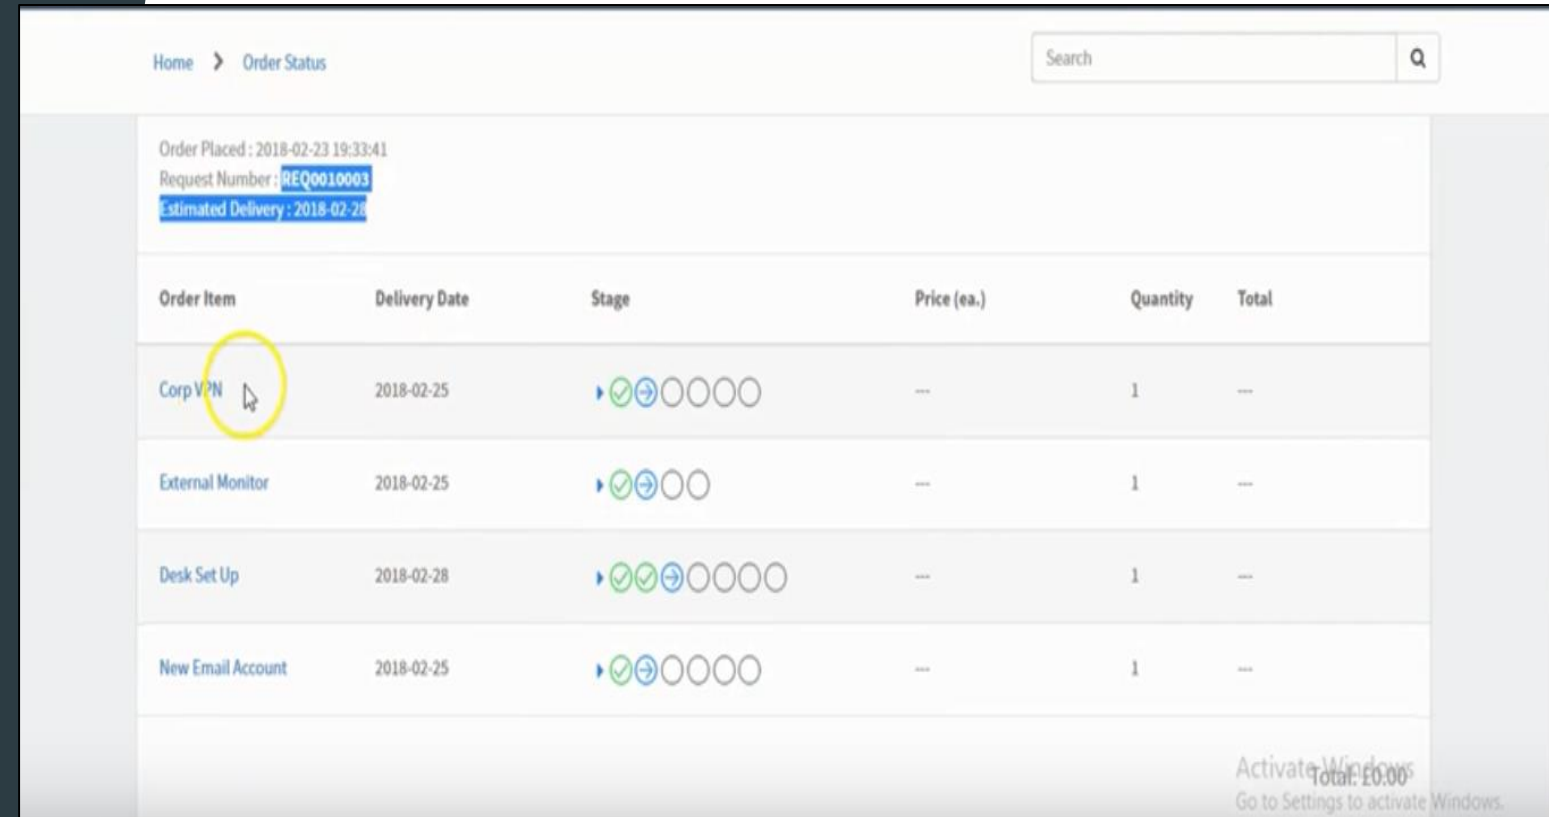 Home > Order Status
Search
Order Placed : 2018-02-23 19:33:41
Request Number : REQ0010003
Estimated Delivery : 2018-02-28
Order Item Delivery Date Stage Price (ea.) Quantity Total
Corp VPN 2018-02-25 --- 1 ---
External Monitor 2018-02-25 --- 1 ---
Desk Set Up 2018-02-28 --- 1 ---
New Email Account 2018-02-25 --- 1 ---
Activate Windows
Total: £0.00
Go to Settings to activate Windows.